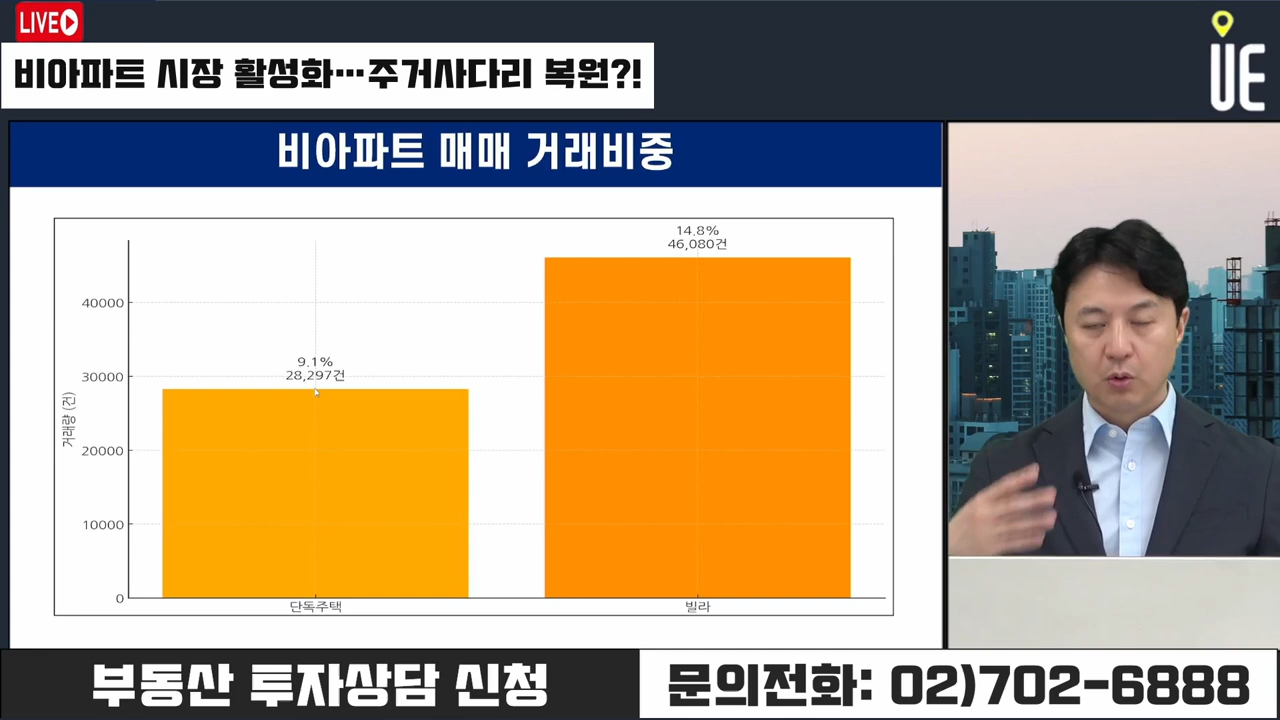 LIVE
비아파트 시장 활성화…주거사다리 복원?!
UE
비아파트 매매 거래비중
14.8%
46,080건
40000
9.1%
28,297건
30000
거래량 (건)
20000
10000
0
단독주택
빌라
부동산 투자상담 신청
문의전화: 02)702-6888